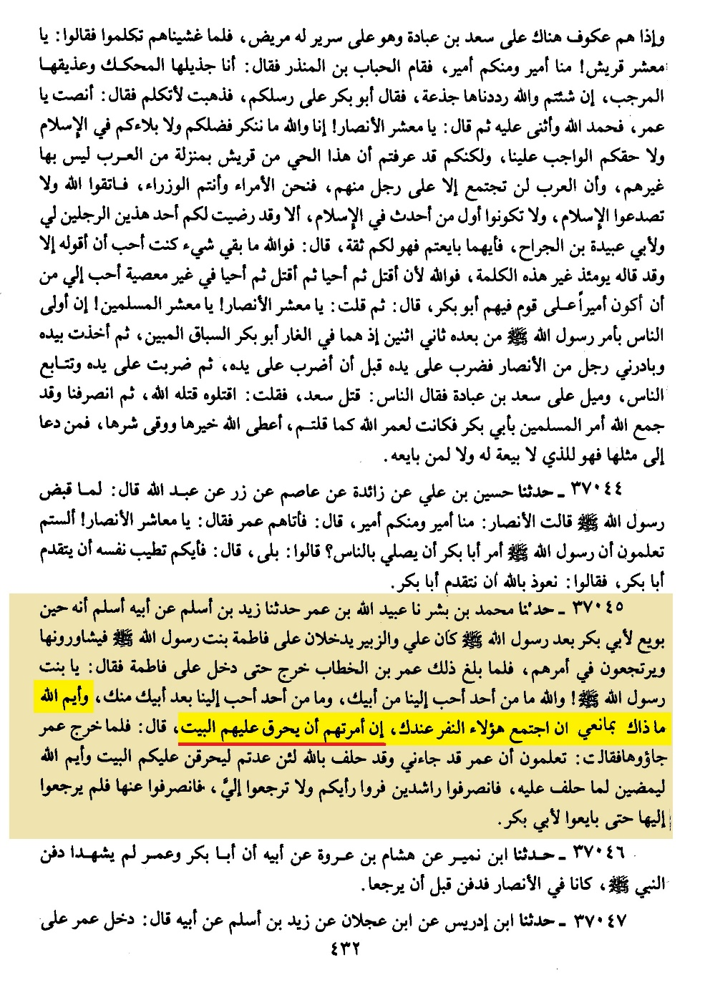 وإذا هم عكوف هناك على سعد بن عبادة وهو على سرير له مريض، فلما غشيناهم تكلموا فقالوا: يا
معشر قريش! منا أمير ومنكم أمير، فقام الحباب بن المنذر فقال: أنا جذيلها المحكك وعذيقها
المرجب، إن شئتم والله رددناها جذعة، فقال أبو بكر على رسلكم، فذهبت لأتكلم فقال: أنصت يا
عمر، فحمد الله وأثنى عليه ثم قال: يا معشر الأنصار! إنا والله ما ننكر فضلكم ولا بلاءكم في الإسلام
ولا حقكم الواجب علينا، ولكنكم قد عرفتم أن هذا الحي من قريش بمنزلة من العرب ليس بها
غيرهم، وأن العرب لن تجتمع إلا على رجل منهم، فنحن الأمراء وأنتم الوزراء، فاتقوا الله ولا
تصدعوا الإسلام، ولا تكونوا أول من أحدث في الإسلام، ألا وقد رضيت لكم أحد هذين الرجلين لي
ولأبي عبيدة بن الجراح، فأيهما بايعتم فهو لكم ثقة، قال: فوالله ما بقي شيء كنت أحب أن أقوله إلا
وقد قاله يومئذ غير هذه الكلمة، فوالله لأن أقتل ثم أحيا ثم أقتل ثم أحيا في غير معصية أحب إلي من
أن أكون أميراً على قوم فيهم أبو بكر، قال: ثم قلت: يا معشر الأنصار! يا معشر المسلمين! إن أولى
الناس بأمر رسول الله ﷺ من بعده ثاني اثنين إذ هما في الغار أبو بكر السباق المبين، ثم أخذت بيده
وبادرني رجل من الأنصار فضرب على يده قبل أن أضرب على يده، ثم ضربت على يده وتتابع
الناس، وميل على سعد بن عبادة فقال الناس: قتل سعد، فقلت: اقتلوه قتله الله، ثم انصرفنا وقد
جمع الله أمر المسلمين بأبي بكر فكانت لعمر الله كما قلتم، أعطى الله خيرها ووقى شرها، فمن دعا
إلى مثلها فهو للذي لا بيعة له ولا لمن بايعه.
٣٧٠٤٤ - حدثنا حسين بن علي عن زائدة عن عاصم عن زر عن عبد الله قال: لما قبض
رسول الله ﷺ قالت الأنصار: منا أمير ومنكم أمير، قال: فأتاهم عمر فقال: يا معاشر الأنصار! ألستم
تعلمون أن رسول الله ﷺ أمر أبا بكر أن يصلي بالناس؟ قالوا: بلى، قال: فأيكم تطيب نفسه أن يتقدم
أبا بكر، فقالوا: نعوذ بالله أن نتقدم أبا بكر.
٣٧٠٤٥ - حدثنا محمد بن بشر نا عبيد الله بن عمر حدثنا زيد بن أسلم عن أبيه أسلم أنه حين
بويع لأبي بكر بعد رسول الله ﷺ كان علي والزبير يدخلان على فاطمة بنت رسول الله ﷺ فيشاورونها
ويرتجعون في أمرهم، فلما بلغ ذلك عمر بن الخطاب خرج حتى دخل على فاطمة فقال: يا بنت
رسول الله ﷺ! والله ما من أحد أحب إلينا من أبيك، وما من أحد أحب إلينا بعد أبيك منك، وأيم الله
ما ذاك بمانعي ان اجتمع هؤلاء النفر عندك، إن أمرتهم أن يحرق عليهم البيت، قال: فلما خرج عمر
جاؤوها فقالت: تعلمون أن عمر قد جاءني وقد حلف بالله لئن عدتم ليحرقن عليكم البيت وأيم الله
ليمضين لما حلف عليه، فانصرفوا راشدين فروا رأيكم ولا ترجعوا إليَّ، فانصرفوا عنها فلم يرجعوا
إليها حتى بايعوا لأبي بكر.
٣٧٠٤٦ - حدثنا ابن نمير عن هشام بن عروة عن أبيه أن أبا بكر وعمر لم يشهدا دفن
النبي ﷺ، كانا في الأنصار فدفن قبل أن يرجعا.
٣٧٠٤٧ - حدثنا ابن إدريس عن ابن عجلان عن زيد بن أسلم عن أبيه قال: دخل عمر على
٤٣٢